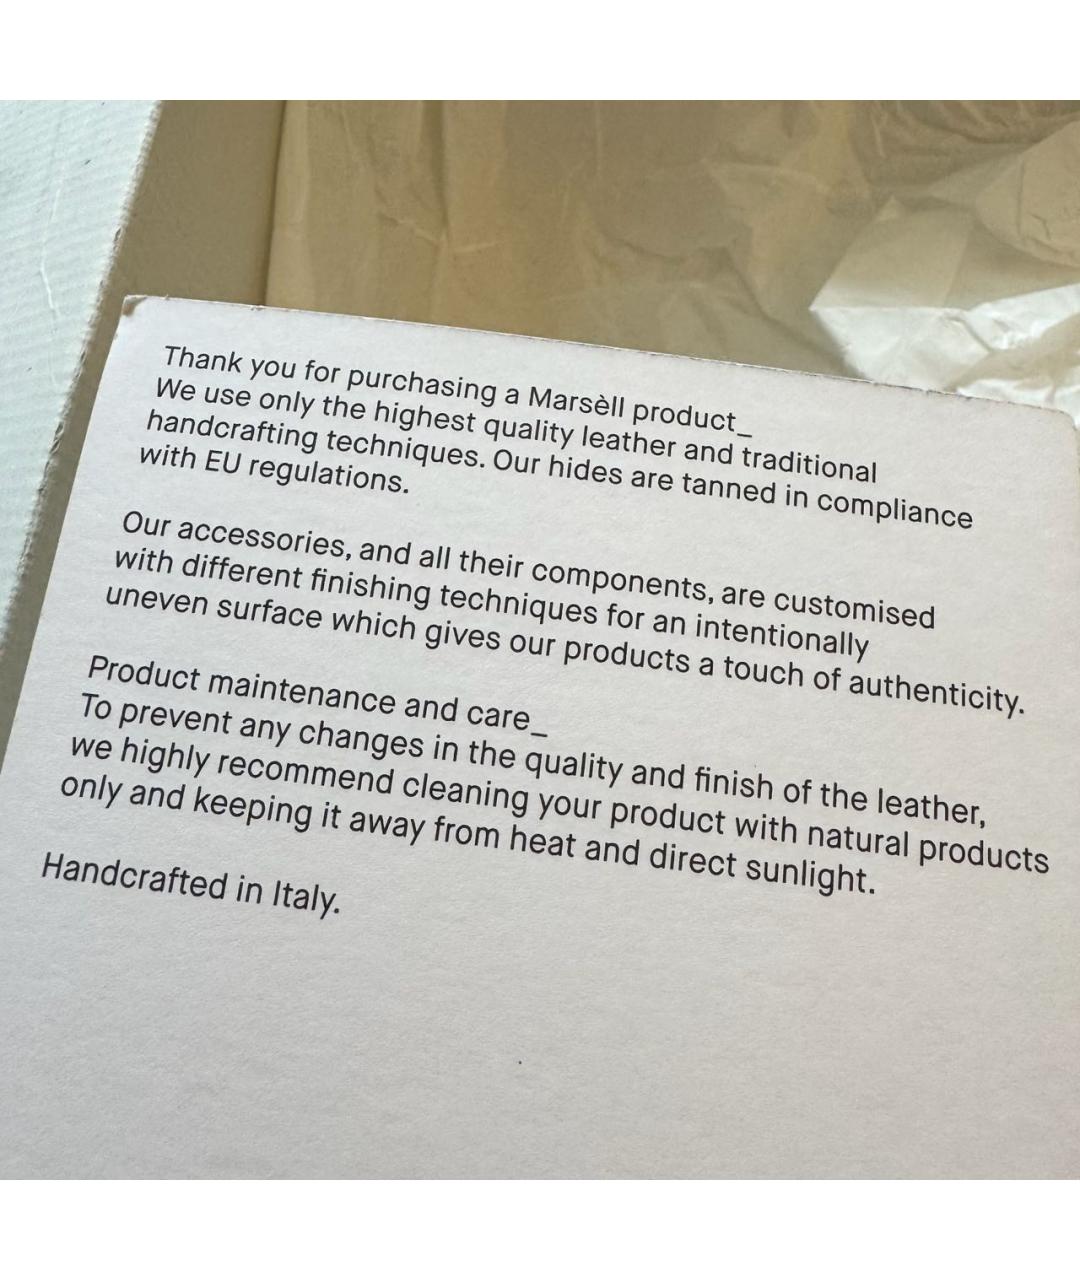 Thank you for purchasing a Marsèll product_
We use only the highest quality leather and traditional
handcrafting techniques. Our hides are tanned in compliance
with EU regulations.
Our accessories, and all their components, are customised
with different finishing techniques for an intentionally
uneven surface which gives our products a touch of authenticity.
Product maintenance and care_
To prevent any changes in the quality and finish of the leather,
we highly recommend cleaning your product with natural products
only and keeping it away from heat and direct sunlight.
Handcrafted in Italy.